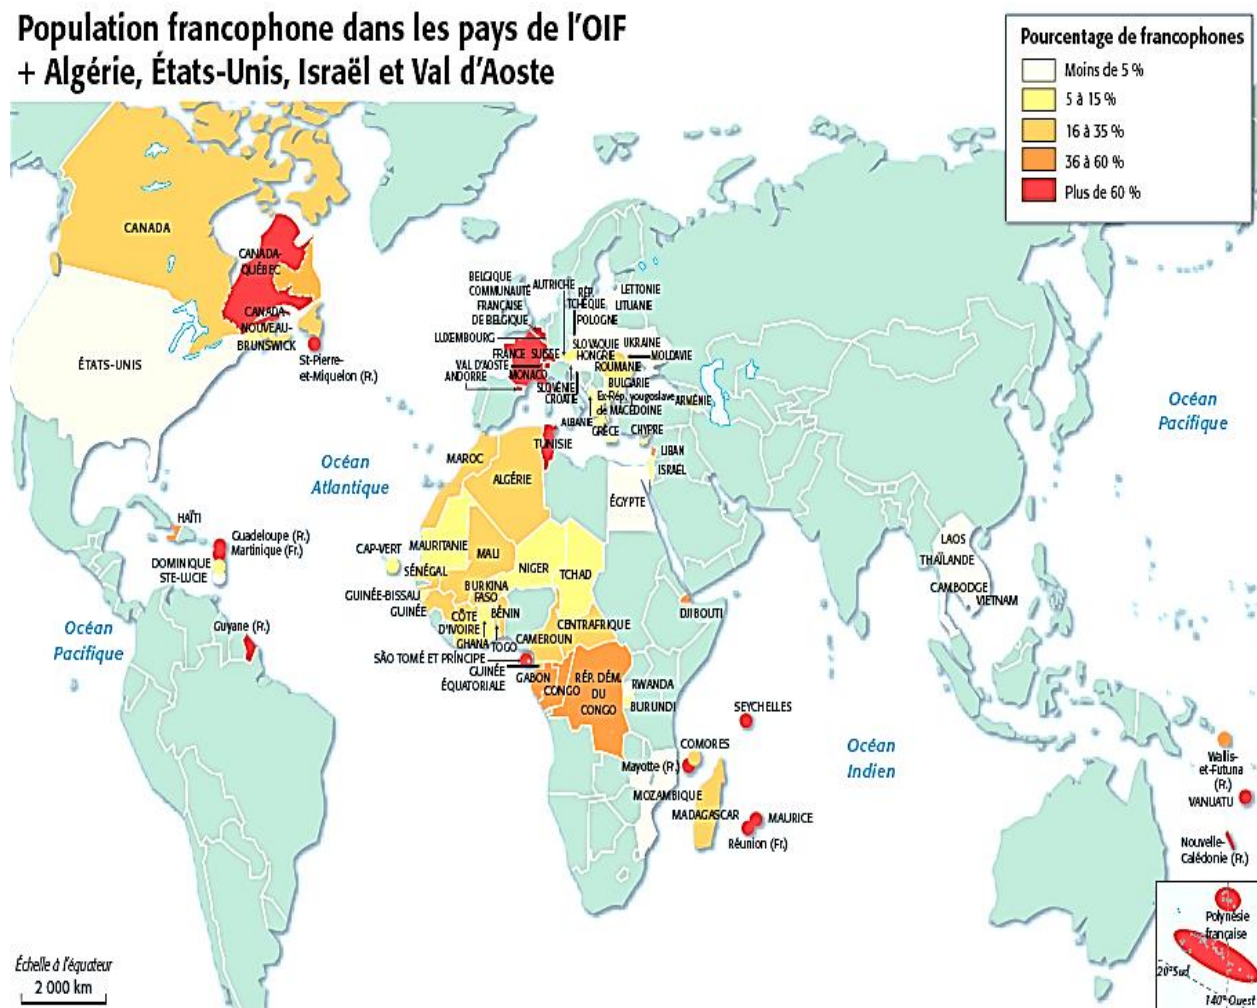 Population francophone dans les pays de l'OIF
+ Algérie, États-Unis, Israël et Val d'Aoste
Pourcentage de francophones
Moins de 5 %
5 à 15 %
16 à 35 %
36 à 60 %
Plus de 60 %
CANADA
CANADA-
QUÉBEC
CANADA-
NOUVEAU-
BRUNSWICK
St-Pierre-
et-Miquelon (Fr.)
ÉTATS-UNIS
BELGIQUE
COMMUNAUTÉ
FRANÇAISE
DE BELGIQUE
LUXEMBOURG
AUTRICHE
RÉP.
TCHÈQUE
POLOGNE
LETTONIE
LITUANIE
SLOVAQUIE
UKRAINE
HONGRIE
MOLDAVIE
FRANCE
SUISSE
VAL D'AOSTE
MONACO
ANDORRE
ROUMANIE
BULGARIE
SLOVÉNIE
CROATIE
Ex-Rép. yougoslave
de MACÉDOINE
ARMÉNIE
ALBANIE
GRÈCE
CHYPRE
LIBAN
ISRAËL
Océan
Pacifique
Océan
Atlantique
TUNISIE
MAROC
ALGÉRIE
ÉGYPTE
HAÏTI
Guadeloupe (Fr.)
Martinique (Fr.)
DOMINIQUE
STE-LUCIE
CAP-VERT
MAURITANIE
MALI
NIGER
TCHAD
SÉNÉGAL
BURKINA
FASO
GUINÉE-BISSAU
GUINÉE
CÔTE
D'IVOIRE
BÉNIN
GHANA
TOGO
CENTRAFRIQUE
CAMEROUN
DJIBOUTI
LAOS
THAÏLANDE
CAMBODGE
VIETNAM
Océan
Pacifique
Guyane (Fr.)
SÃO TOMÉ ET PRÍNCIPE
GUINÉE
ÉQUATORIALE
GABON
CONGO
RÉP. DÉM.
DU
CONGO
RWANDA
BURUNDI
SEYCHELLES
COMORES
Mayotte (Fr.)
MOZAMBIQUE
MADAGASCAR
MAURICE
Réunion (Fr.)
Océan
Indien
Wallis-
et-Futuna
(Fr.)
VANUATU
Nouvelle-
Calédonie (Fr.)
Polynésie
française
20° Sud
140° Ouest
Échelle à l'équateur
2 000 km